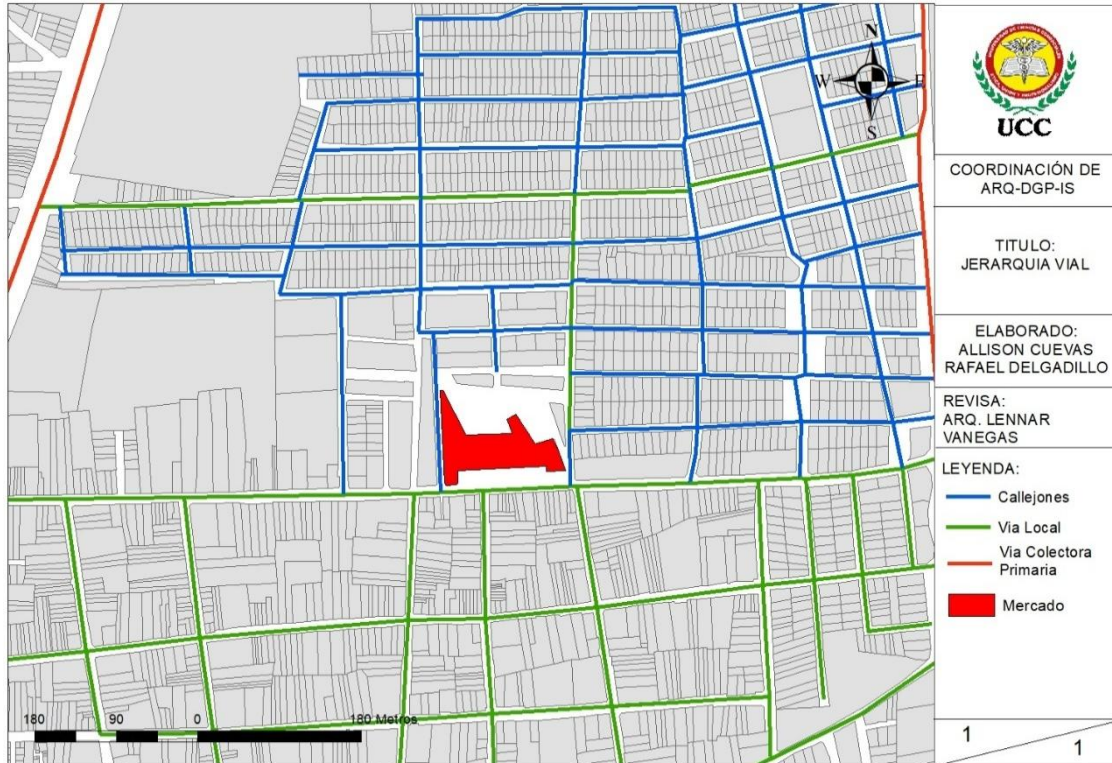 N
W
E
S
180
90
0
180 Metros
UCC
COORDINACIÓN DE
ARQ-DGP-IS
TITULO:
JERARQUIA VIAL
ELABORADO:
ALLISON CUEVAS
RAFAEL DELGADILLO
REVISA:
ARQ. LENNAR
VANEGAS
LEYENDA:
Callejones
Via Local
Via Colectora
Primaria
Mercado
1
1